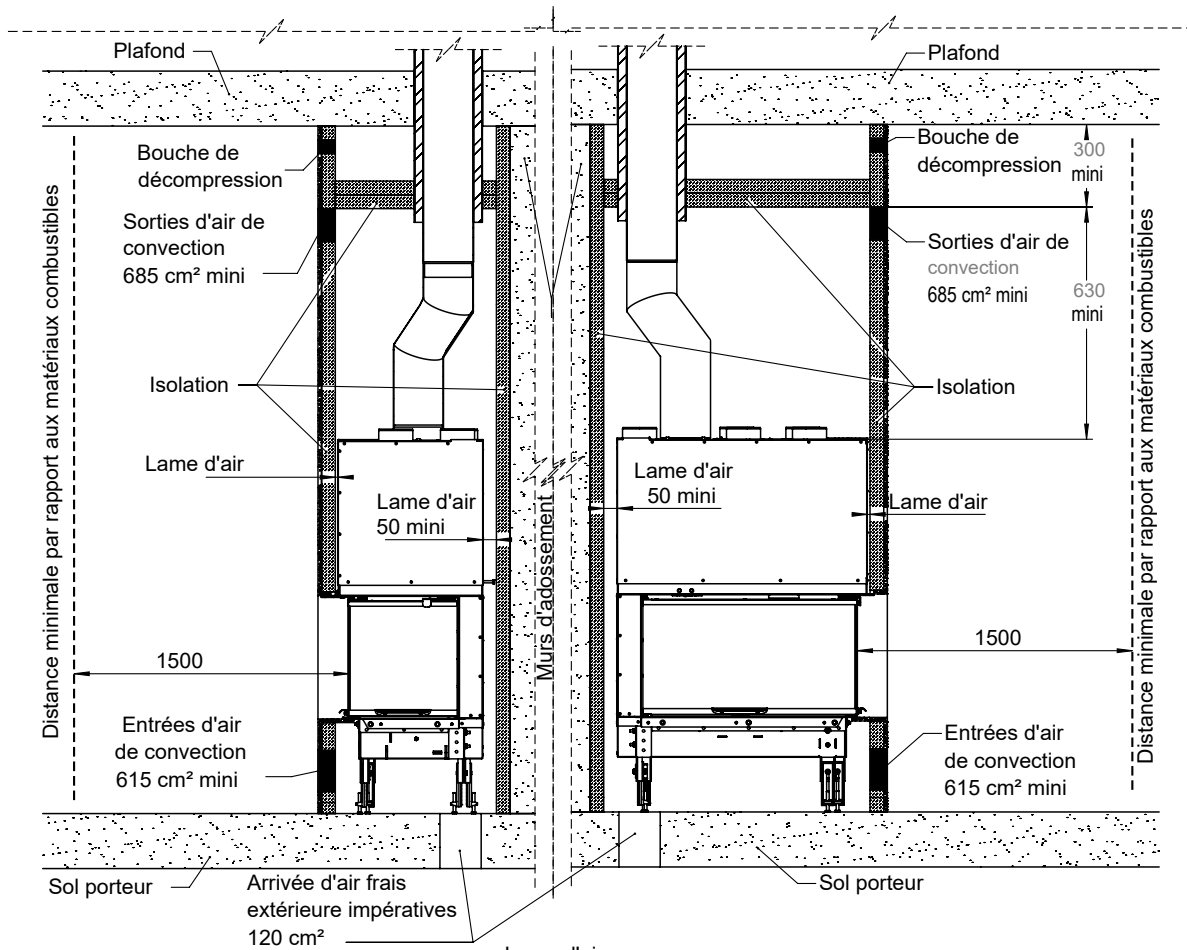 Plafond
Plafond
Bouche de
décompression
Bouche de
décompression
300
mini
Sorties d'air de
convection
685 cm² mini
Sorties d'air de
convection
685 cm² mini
630
mini
Distance minimale par rapport aux matériaux combustibles
Distance minimale par rapport aux matériaux combustibles
Isolation
Isolation
Lame d'air
Lame d'air
50 mini
Lame d'air
50 mini
Lame d'air
Murs d'adossement
1500
1500
Entrées d'air
de convection
615 cm² mini
Entrées d'air
de convection
615 cm² mini
Sol porteur
Arrivée d'air frais
extérieure impératives
120 cm²
Sol porteur